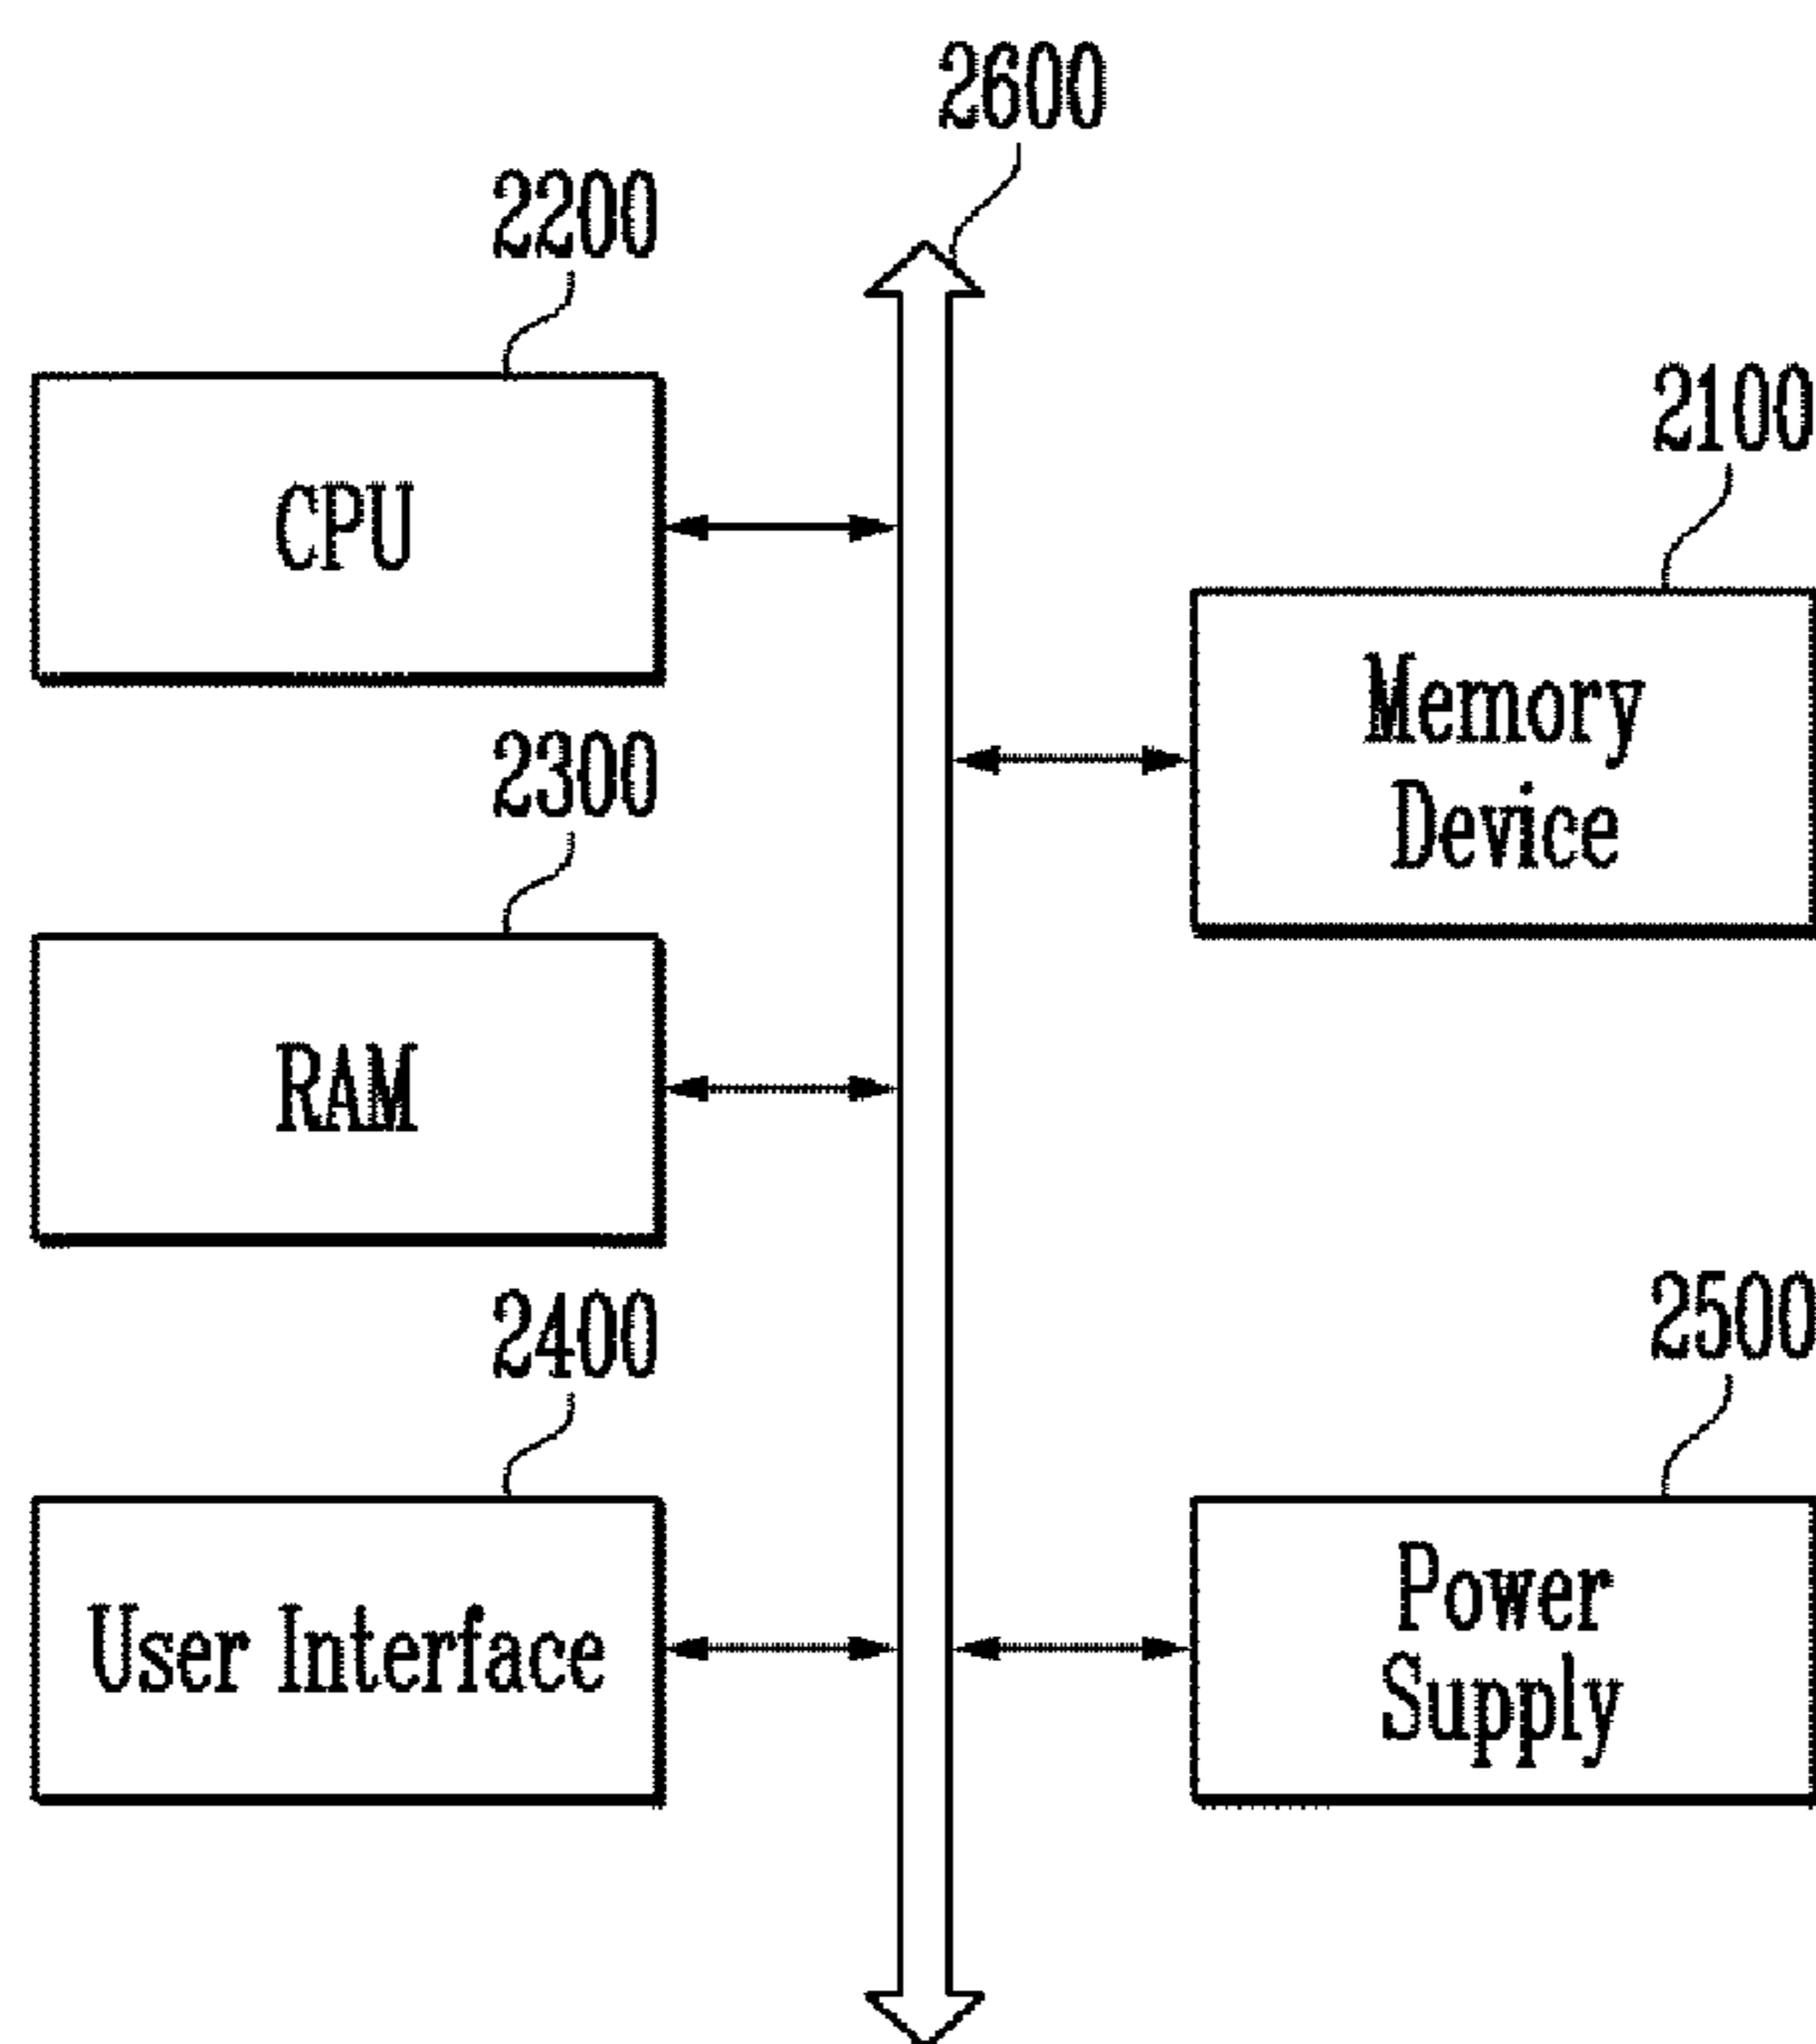 2600
2200
CPU
2100
Memory
Device
2300
RAM
2400
User Interface
2500
Power
Supply